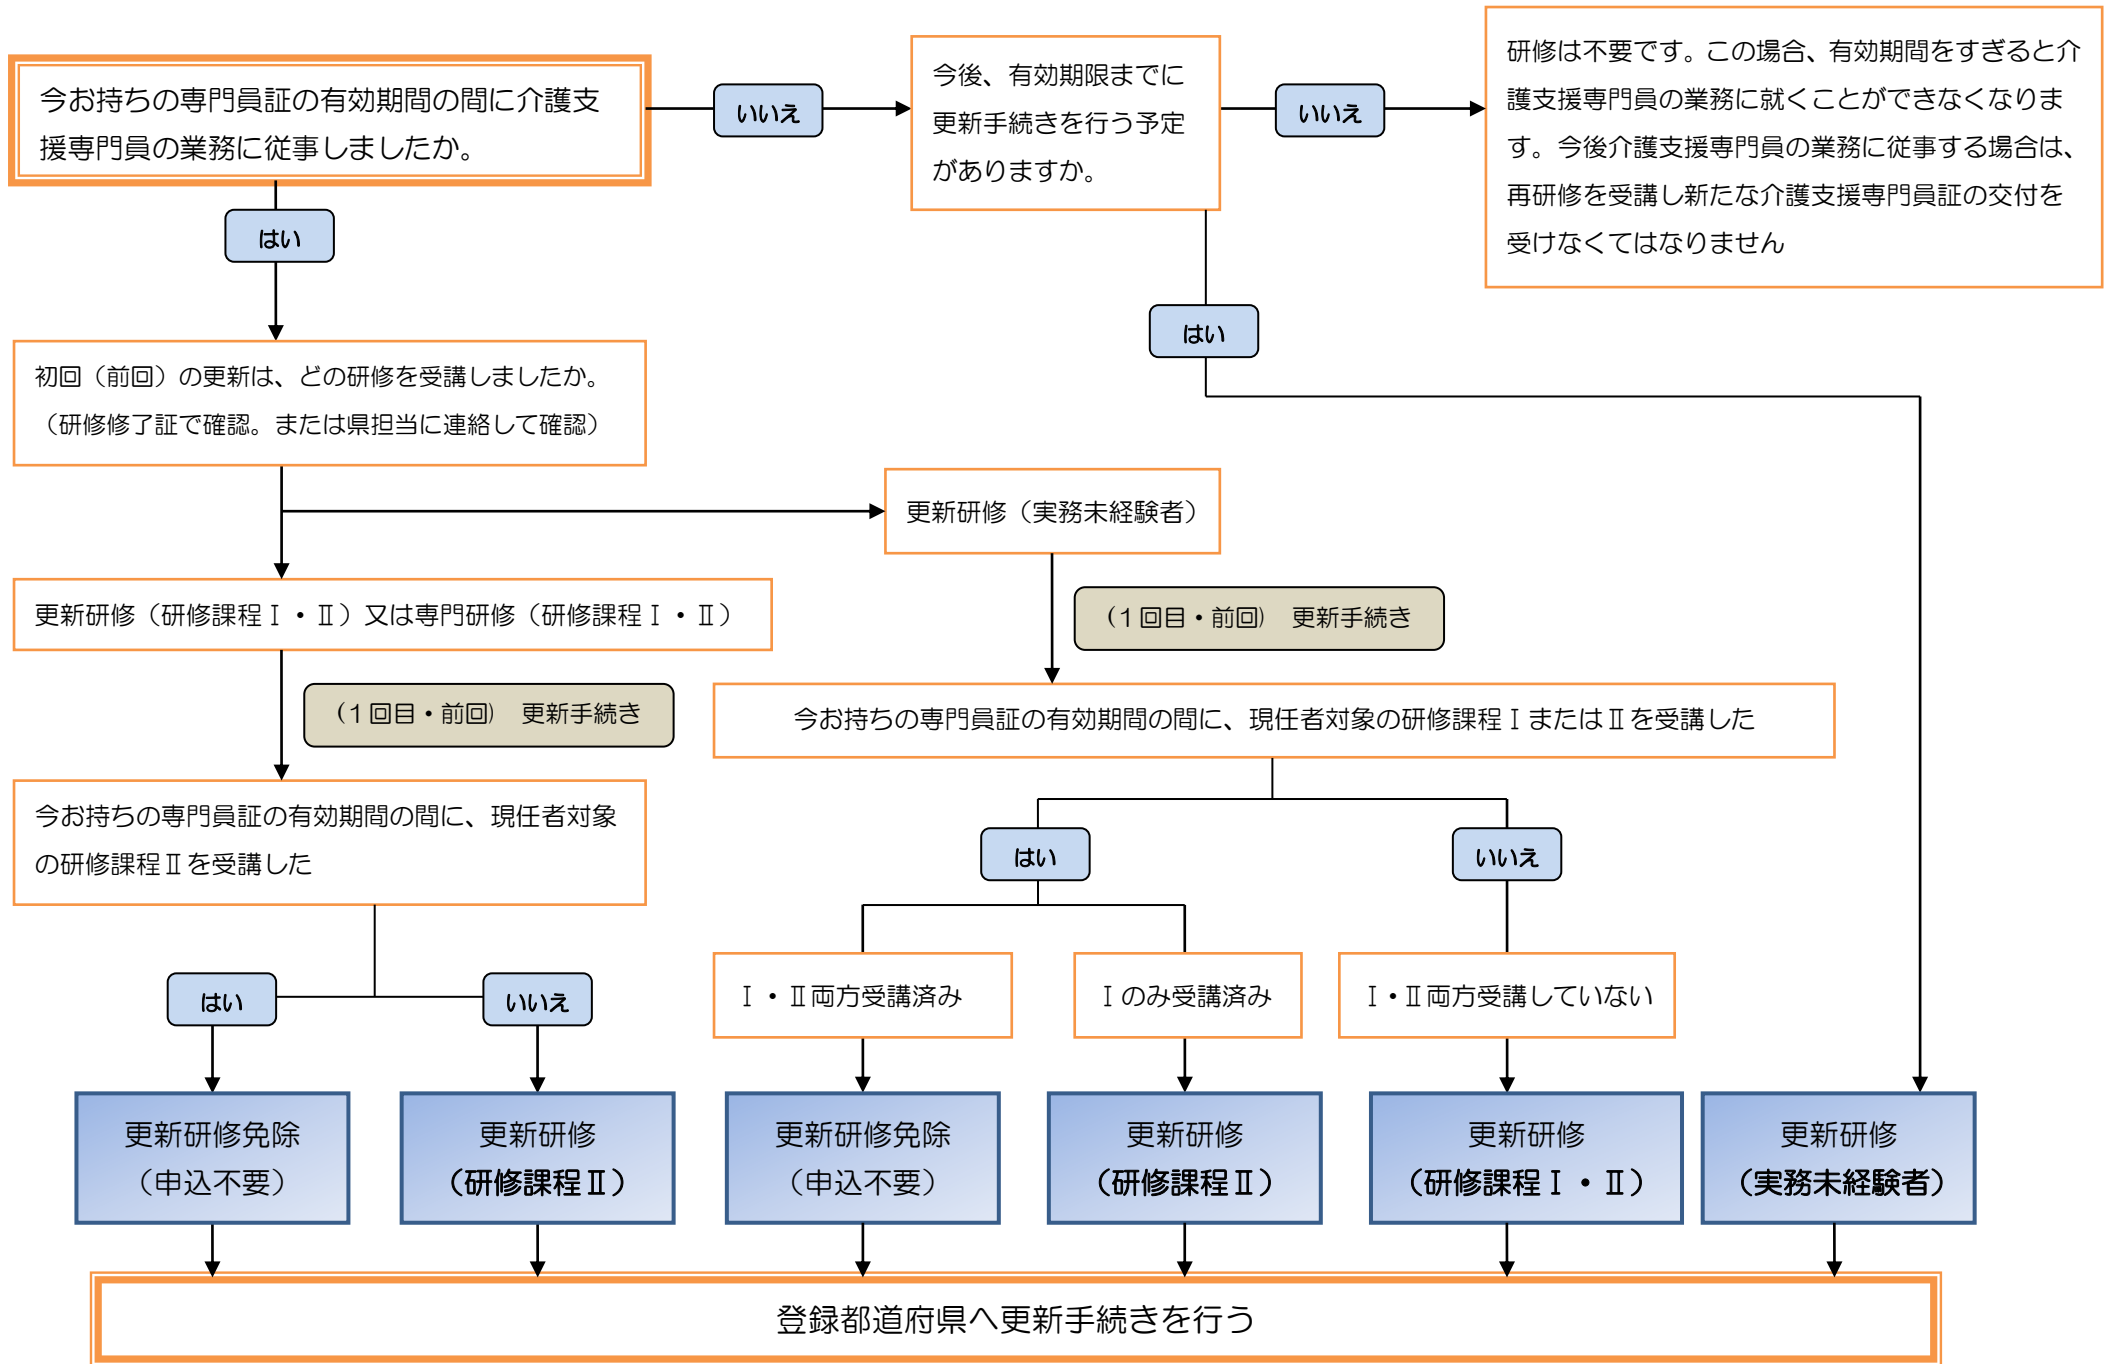 今お持ちの専門員証の有効期間の間に介護支
援専門員の業務に従事しましたか。
いいえ
今後、有効期限までに
更新手続きを行う予定
がありますか。
いいえ
研修は不要です。この場合、有効期間をすぎると介
護支援専門員の業務に就くことができなくなりま
す。今後介護支援専門員の業務に従事する場合は、
再研修を受講し新たな介護支援専門員証の交付を
受けなくてはなりません
はい
はい
初回（前回）の更新は、どの研修を受講しましたか。
（研修修了証で確認。または県担当に連絡して確認）
更新研修（実務未経験者）
更新研修（研修課程Ⅰ・Ⅱ）又は専門研修（研修課程Ⅰ・Ⅱ）
（１回目・前回）　更新手続き
（１回目・前回）　更新手続き
今お持ちの専門員証の有効期間の間に、現任者対象の研修課程ⅠまたはⅡを受講した
今お持ちの専門員証の有効期間の間に、現任者対象
の研修課程Ⅱを受講した
はい
いいえ
はい
いいえ
Ⅰ・Ⅱ両方受講済み
Ⅰのみ受講済み
Ⅰ・Ⅱ両方受講していない
更新研修免除
（申込不要）
更新研修
（研修課程Ⅱ）
更新研修免除
（申込不要）
更新研修
（研修課程Ⅱ）
更新研修
（研修課程Ⅰ・Ⅱ）
更新研修
（実務未経験者）
登録都道府県へ更新手続きを行う